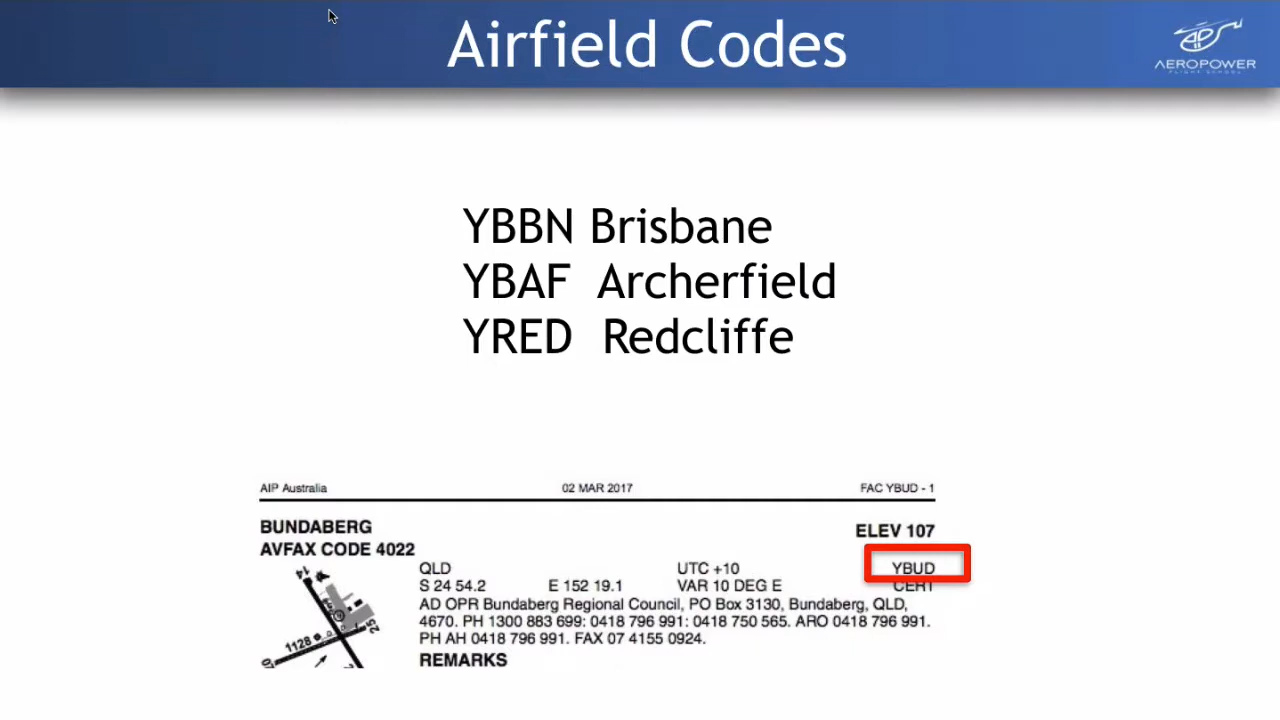 Airfield Codes
AEROPOWER
FLIGHT SCHOOL
YBBN Brisbane
YBAF Archerfield
YRED Redcliffe
AIP Australia 02 MAR 2017 FAC YBUD - 1
BUNDABERG ELEV 107
AVFAX CODE 4022
QLD UTC +10 YBUD
S 24 54.2 E 152 19.1 VAR 10 DEG E CERT
AD OPR Bundaberg Regional Council, PO Box 3130, Bundaberg, QLD,
4670. PH 1300 883 699: 0418 796 991: 0418 750 565. ARO 0418 796 991.
PH AH 0418 796 991. FAX 07 4155 0924.
REMARKS
14
25
1128